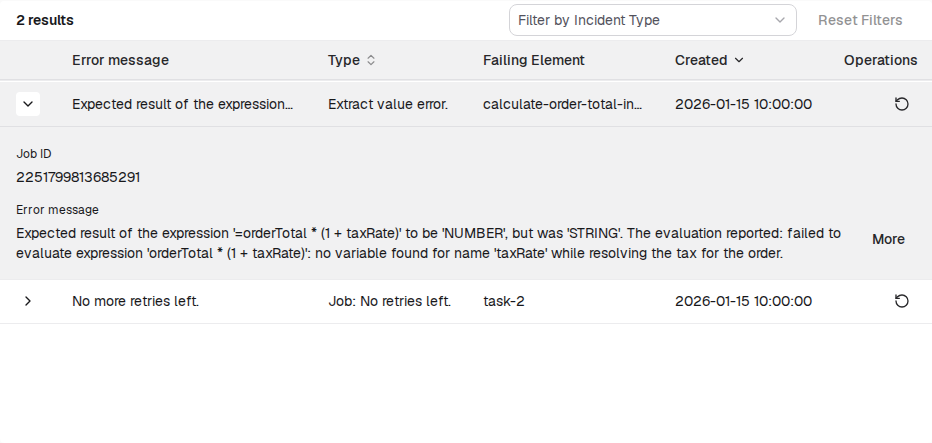 2 results
Filter by Incident Type
Reset Filters
Error message Type Failing Element Created Operations
Expected result of the expression... Extract value error. calculate-order-total-in... 2026-01-15 10:00:00
Job ID
2251799813685291
Error message
Expected result of the expression '=orderTotal * (1 + taxRate)' to be 'NUMBER', but was 'STRING'. The evaluation reported: failed to
evaluate expression 'orderTotal * (1 + taxRate)': no variable found for name 'taxRate' while resolving the tax for the order.
More
No more retries left. Job: No retries left. task-2 2026-01-15 10:00:00